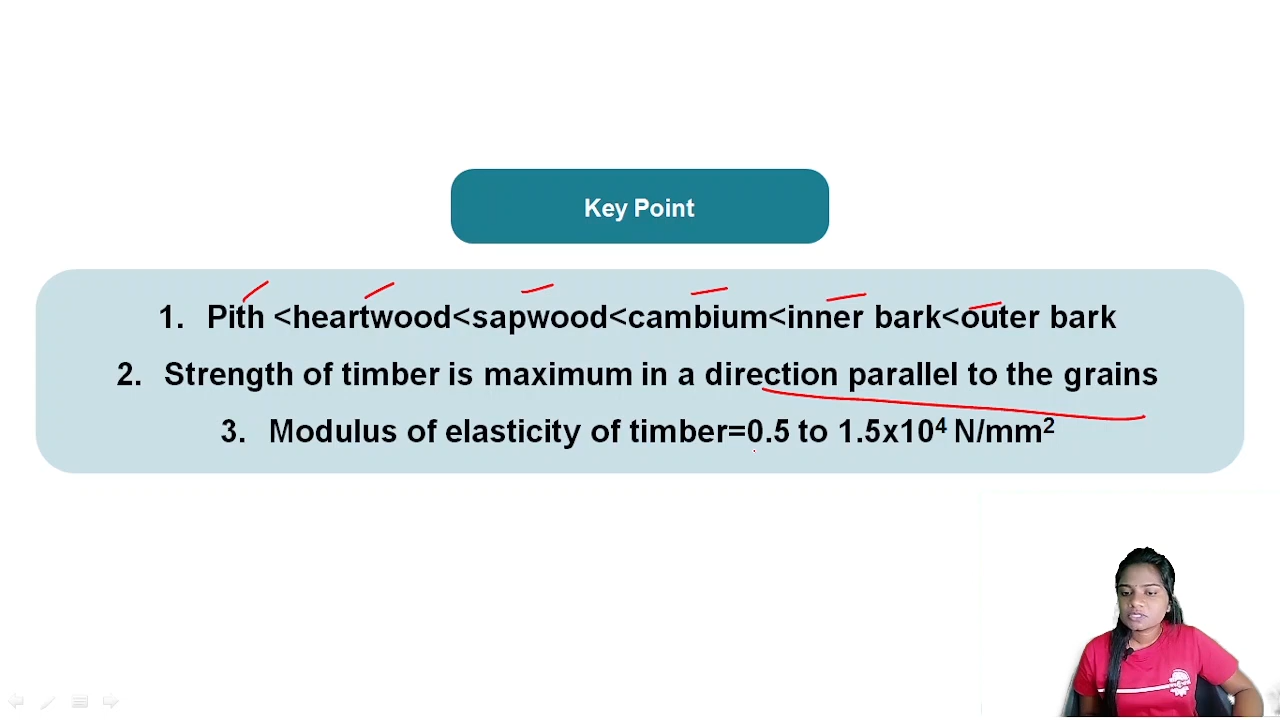 Key Point
1. Pith <heartwood<sapwood<cambium<inner bark<outer bark
2. Strength of timber is maximum in a direction parallel to the grains
3. Modulus of elasticity of timber=0.5 to 1.5x10⁴ N/mm²